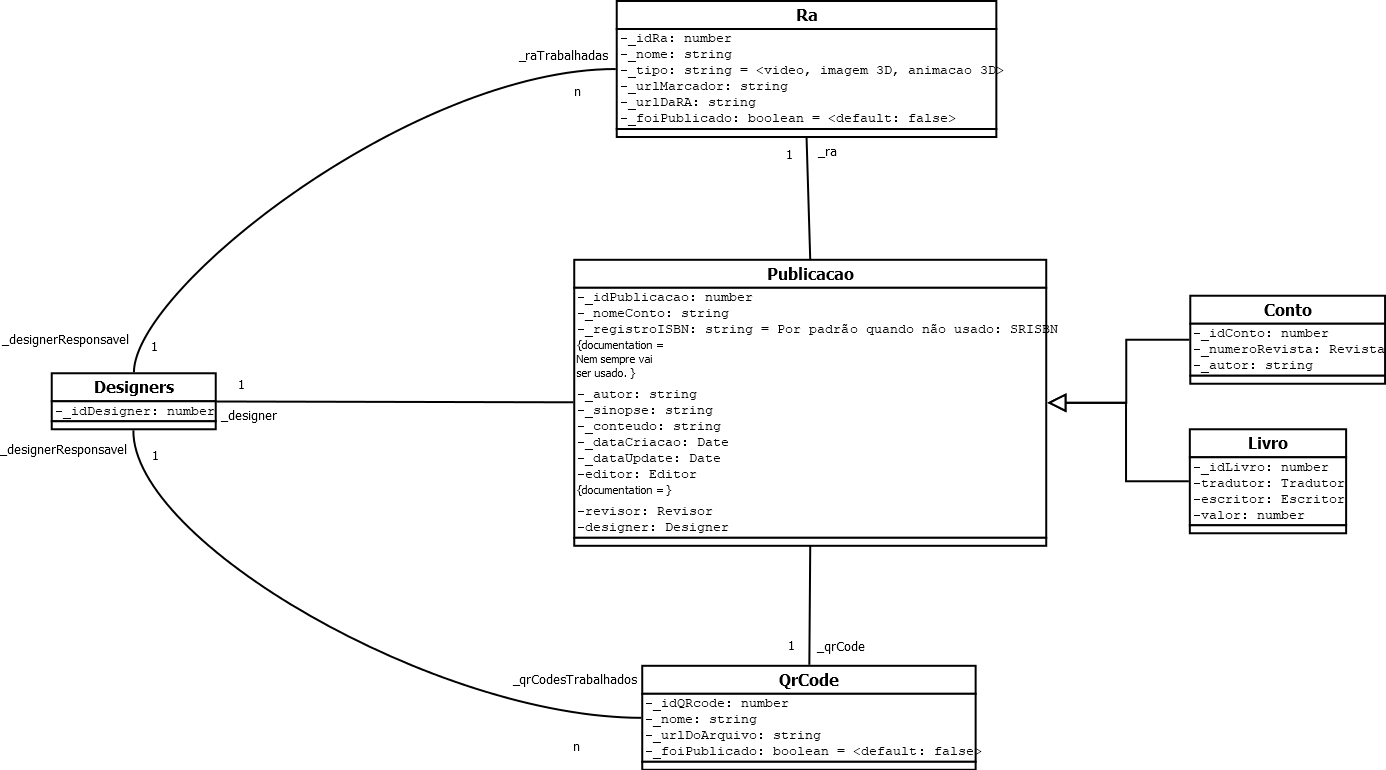 Ra
-_idRa: number
-_nome: string
-_tipo: string = <video, imagem 3D, animacao 3D>
-_urlMarcador: string
-_urlDaRA: string
-_foiPublicado: boolean = <default: false>
_raTrabalhadas
n
1
_ra
Publicacao
-_idPublicacao: number
-_nomeConto: string
-_registroISBN: string = Por padrão quando não usado: SRISBN
{documentation =
Nem sempre vai
ser usado. }
-_autor: string
-_sinopse: string
-_conteudo: string
-_dataCriacao: Date
-_dataUpdate: Date
-editor: Editor
{documentation = }
-revisor: Revisor
-designer: Designer
Conto
-_idConto: number
-_numeroRevista: Revista
-_autor: string
Livro
-_idLivro: number
-tradutor: Tradutor
-escritor: Escritor
-valor: number
_designerResponsavel
1
Designers
-_idDesigner: number
1
_designer
_designerResponsavel
1
1
_qrCode
_qrCodesTrabalhados
n
QrCode
-_idQRcode: number
-_nome: string
-_urlDoArquivo: string
-_foiPublicado: boolean = <default: false>